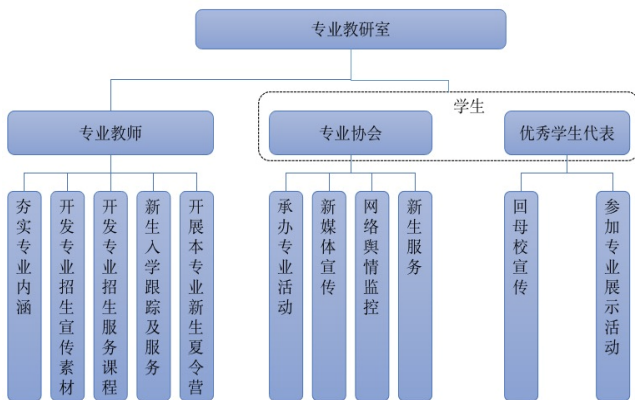 专业教研室
学生
专业教师
专业协会
优秀学生代表
夯实专业内涵
开发专业招生宣传素材
开发专业招生服务课程
新生入学跟踪及服务
开展本专业新生夏令营
承办专业活动
新媒体宣传
网络舆情监控
新生服务
回母校宣传
参加专业展示活动